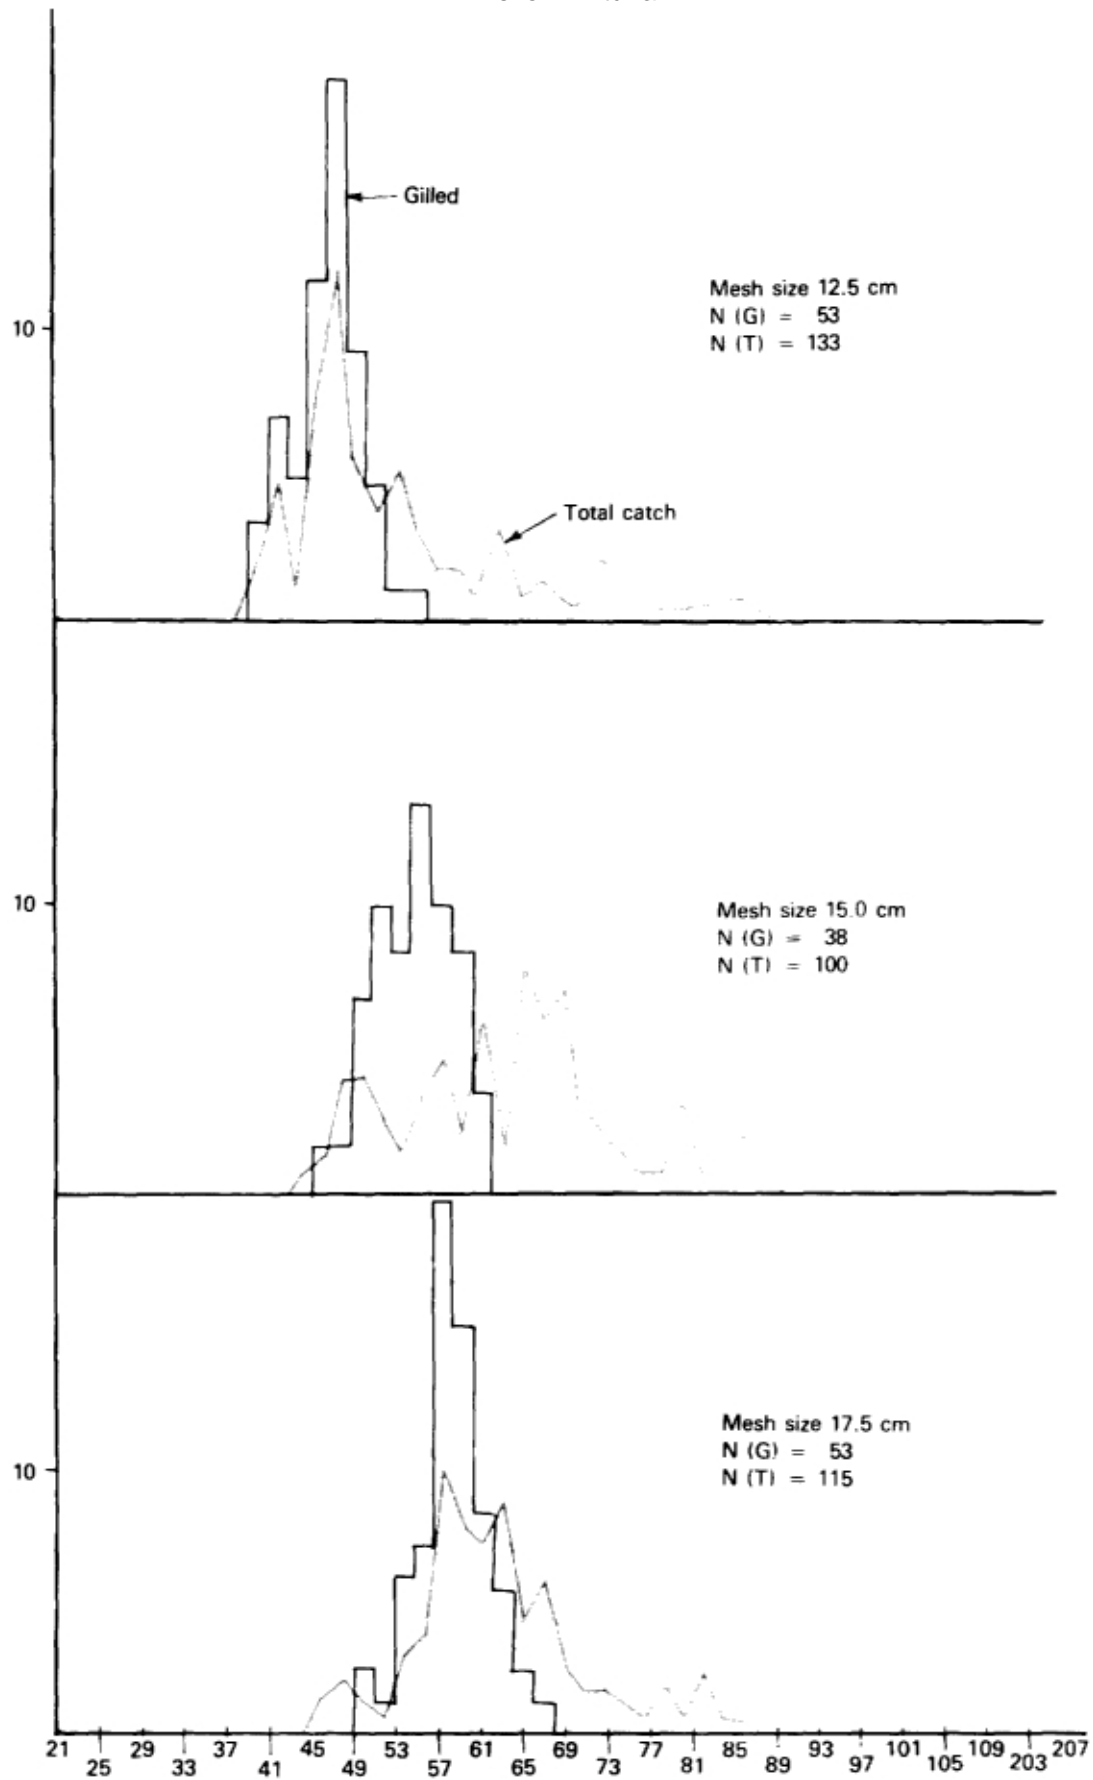 Gilled
Mesh size 12.5 cm
N (G) = 53
10
N (T) = 133
Total catch
10
Mesh size 15.0 cm
N (G) = 38
N (T) = 100
Mesh size 17.5 cm
N (G) = 53
10
N (T) = 115
21 29 37 45 53 61 69 77 85 93 101 109 207
25 33 41 49 57 65 73 81 89 97 105 203